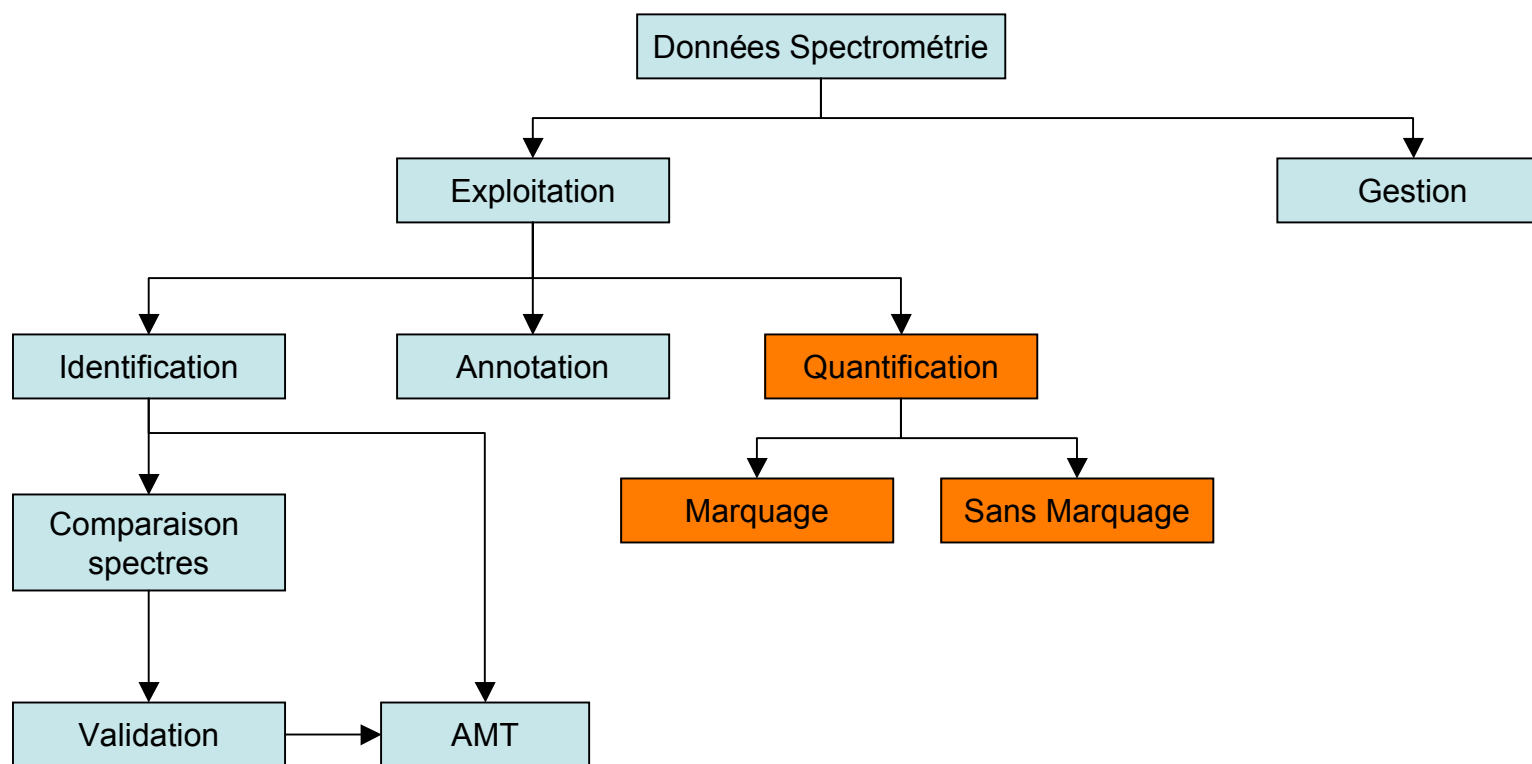 Données Spectrométrie
Exploitation
Gestion
Identification
Annotation
Quantification
Marquage
Sans Marquage
Comparaison
spectres
Validation
AMT